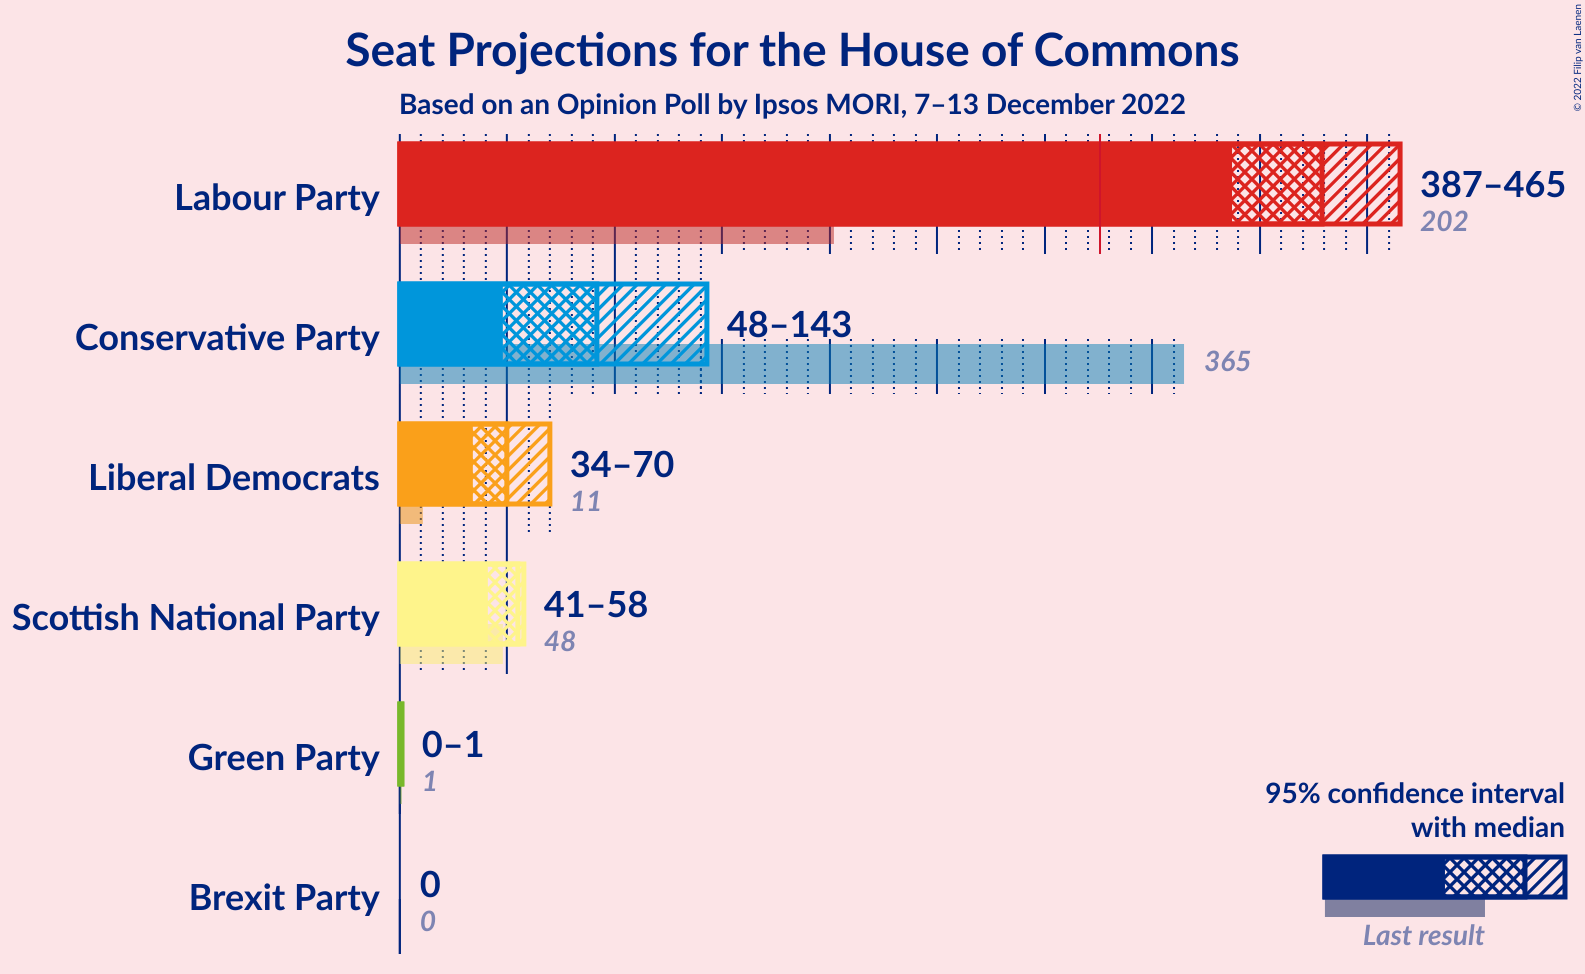 Seat Projections for the House of Commons
Based on an Opinion Poll by Ipsos MORI, 7–13 December 2022
© 2022 Filip van Laenen
Labour Party
387–465
202
Conservative Party
48–143
365
Liberal Democrats
34–70
11
Scottish National Party
41–58
48
Green Party
0–1
1
Brexit Party
0
0
95% confidence interval
with median
Last result